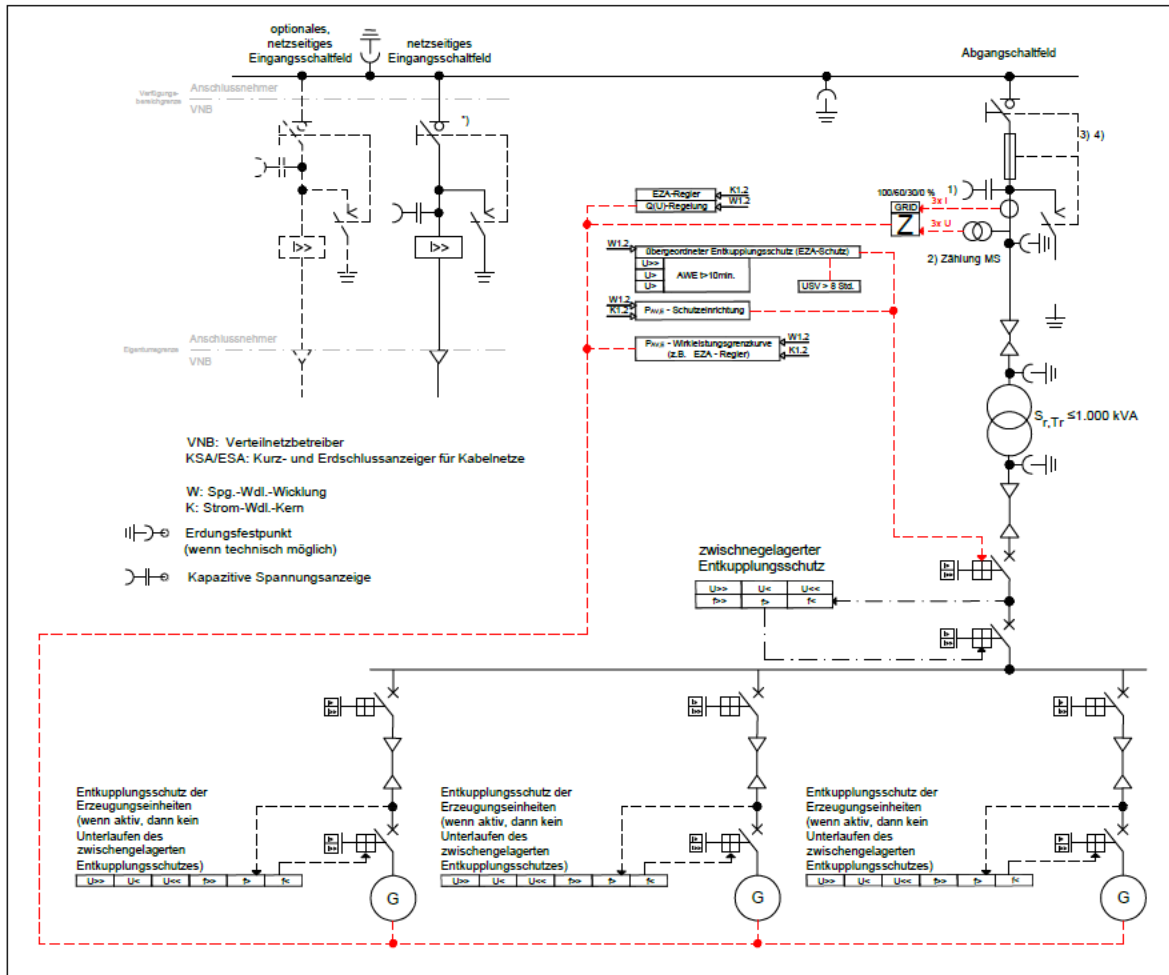 optionales,
netzseitiges
Eingangsschaltfeld
netzseitiges
Eingangsschaltfeld
Abgangschaltfeld
Verfügungs-
bereichgrenze
Anschlussnehmer
VNB
*)
3) 4)
1)
100/60/30/0 %
GRID
Z
3x I
3x U
2) Zählung MS
EZA-Regler
Q(U)-Regelung
K1.2
W1.2
W1.2
übergeordneter Entkupplungsschutz (EZA-Schutz)
U>>
U>
U>
AWE t>10min.
USV > 8 Std.
W1.2
K1.2
PAV,E - Schutzeinrichtung
PAV,E - Wirkleistungsgrenzkurve
(z.B. EZA - Regler)
W1.2
K1.2
I>>
I>>
Eigentumsgrenze
Anschlussnehmer
VNB
Sr,Tr ≤1.000 kVA
VNB: Verteilnetzbetreiber
KSA/ESA: Kurz- und Erdschlussanzeiger für Kabelnetze
W: Spg.-Wdl.-Wicklung
K: Strom-Wdl.-Kern
Erdungsfestpunkt
(wenn technisch möglich)
Kapazitive Spannungsanzeige
zwischnegelagerter
Entkupplungsschutz
U>> U< U<<
f>> f> f<
Entkupplungsschutz der
Erzeugungseinheiten
(wenn aktiv, dann kein
Unterlaufen des
zwischengelagerten
Entkupplungsschutzes)
U>> U< U<< f>> f> f<
G
Entkupplungsschutz der
Erzeugungseinheiten
(wenn aktiv, dann kein
Unterlaufen des
zwischengelagerten
Entkupplungsschutzes)
U>> U< U<< f>> f> f<
G
Entkupplungsschutz der
Erzeugungseinheiten
(wenn aktiv, dann kein
Unterlaufen des
zwischengelagerten
Entkupplungsschutzes)
U>> U< U<< f>> f> f<
G